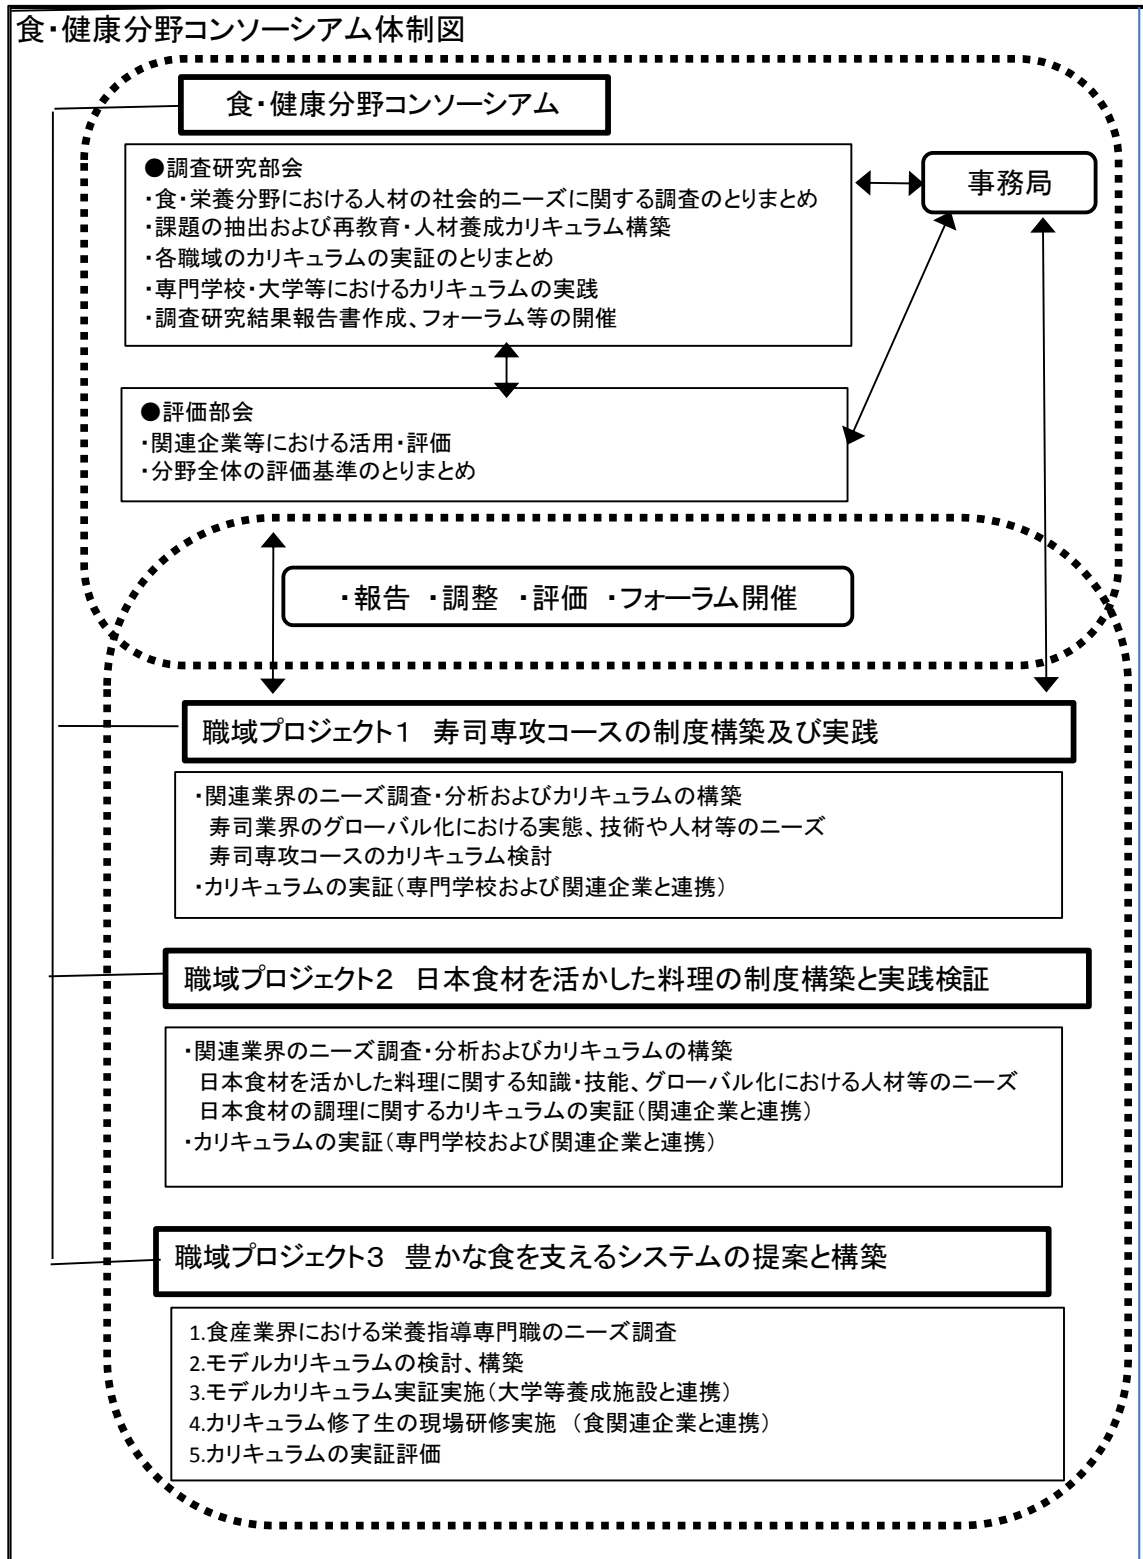 食・健康分野コンソーシアム体制図
食・健康分野コンソーシアム
●調査研究部会
・食・栄養分野における人材の社会的ニーズに関する調査のとりまとめ
・課題の抽出および再教育・人材養成カリキュラム構築
・各職域のカリキュラムの実証のとりまとめ
・専門学校・大学等におけるカリキュラムの実践
・調査研究結果報告書作成、フォーラム等の開催
事務局
●評価部会
・関連企業等における活用・評価
・分野全体の評価基準のとりまとめ
・報告 ・調整 ・評価 ・フォーラム開催
職域プロジェクト１ 寿司専攻コースの制度構築及び実践
・関連業界のニーズ調査・分析およびカリキュラムの構築
寿司業界のグローバル化における実態、技術や人材等のニーズ
寿司専攻コースのカリキュラム検討
・カリキュラムの実証（専門学校および関連企業と連携）
職域プロジェクト２ 日本食材を活かした料理の制度構築と実践検証
・関連業界のニーズ調査・分析およびカリキュラムの構築
日本食材を活かした料理に関する知識・技能、グローバル化における人材等のニーズ
日本食材の調理に関するカリキュラムの実証（関連企業と連携）
・カリキュラムの実証（専門学校および関連企業と連携）
職域プロジェクト３ 豊かな食を支えるシステムの提案と構築
1.食産業界における栄養指導専門職のニーズ調査
2.モデルカリキュラムの検討、構築
3.モデルカリキュラム実証実施（大学等養成施設と連携）
4.カリキュラム修了生の現場研修実施 （食関連企業と連携）
5.カリキュラムの実証評価